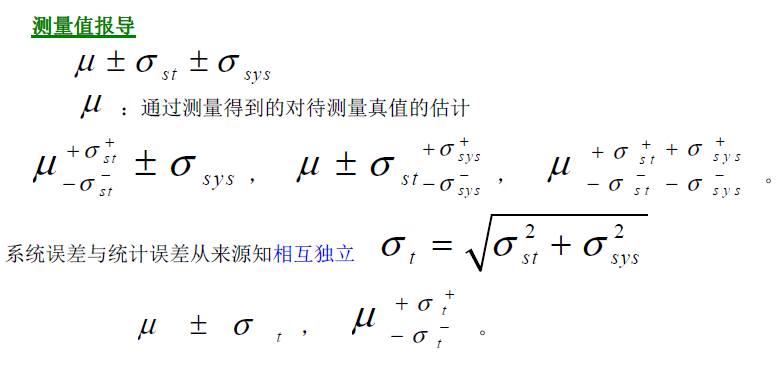 测量值报导
μ ± σ_st ± σ_sys
μ ：通过测量得到的对待测量真值的估计
μ^{+σ_st^+}_{-σ_st^-} ± σ_sys ， μ ± σ_st^{+σ_sys^+}_{-σ_sys^-} ， μ^{+σ_st^+ +σ_sys^+}_{-σ_st^- -σ_sys^-} 。
系统误差与统计误差从来源知相互独立 σ_t = √(σ_st^2 + σ_sys^2)
μ ± σ_t ， μ^{+σ_t^+}_{-σ_t^-} 。